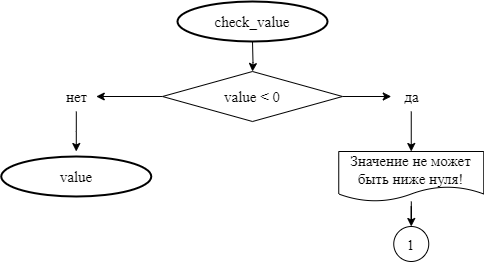 check_value
value < 0
нет
да
Значение не может
быть ниже нуля!
value
1